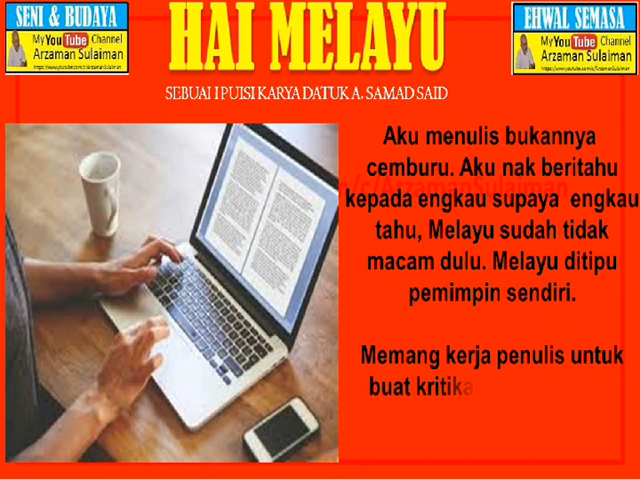 SENI & BUDAYA
My YouTube Channel
Arzaman Sulaiman
HAI MELAYU
EHWAL SEMASA
My YouTube Channel
Arzaman Sulaiman
SEBUAI I PUISI KARYA DATUK A. SAMAD SAID
Aku menulis bukannya
cemburu. Aku nak beritahu
kepada engkau supaya engkau
tahu, Melayu sudah tidak
macam dulu. Melayu ditipu
pemimpin sendiri.
Memang kerja penulis untuk
buat kritika